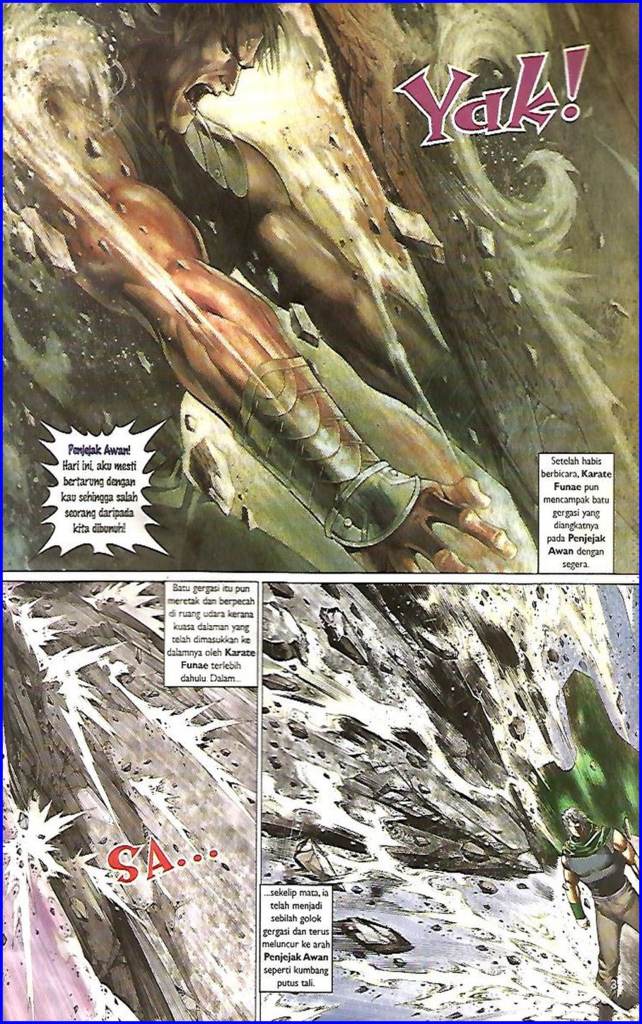 Yak!
Penjejak Awan!
Hari ini, aku mesti
bertarung dengan
kau sehingga salah
seorang daripada
kita dibunuh!
Setelah habis
berbicara, Karate
Funae pun
mencampak batu
gergasi yang
diangkatnya
pada Penjejak
Awan dengan
segera.
Batu gergasi itu pun
meretak dan berpecah
di ruang udara kerana
kuasa dalaman yang
telah dimasukkan ke
dalamnya oleh Karate
Funae terlebih
dahulu. Dalam...
SA...
...sekelip mata, ia
telah menjadi
sebilah golok
gergasi dan terus
meluncur ke arah
Penjejak Awan
seperti kumbang
putus tali.